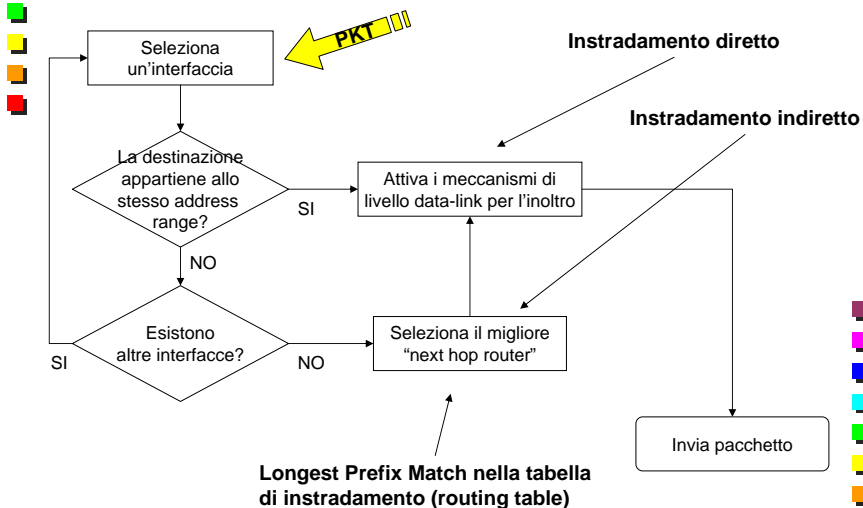 Seleziona
un'interfaccia
PKT
Instradamento diretto
Instradamento indiretto
La destinazione
appartiene allo
stesso address
range?
SI
Attiva i meccanismi di
livello data-link per l'inoltro
NO
Esistono
altre interfacce?
SI
NO
Seleziona il migliore
“next hop router”
Invia pacchetto
Longest Prefix Match nella tabella
di instradamento (routing table)